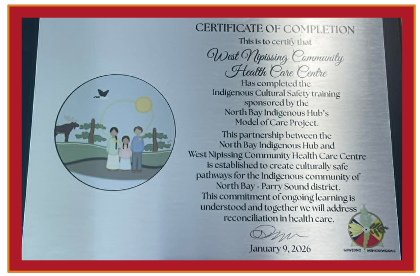 CERTIFICATE OF COMPLETION
This is to certify that
West Nipissing Community
Health Care Centre
Has completed the
Indigenous Cultural Safety training
sponsored by the
North Bay Indigenous Hub's
Model of Care Project.
This partnership between the
North Bay Indigenous Hub and
West Nipissing Community Health Care Centre
is established to create culturally safe
pathways for the Indigenous community of
North Bay - Parry Sound district.
This commitment of ongoing learning is
understood and together we will address
reconciliation in health care.
January 9, 2026